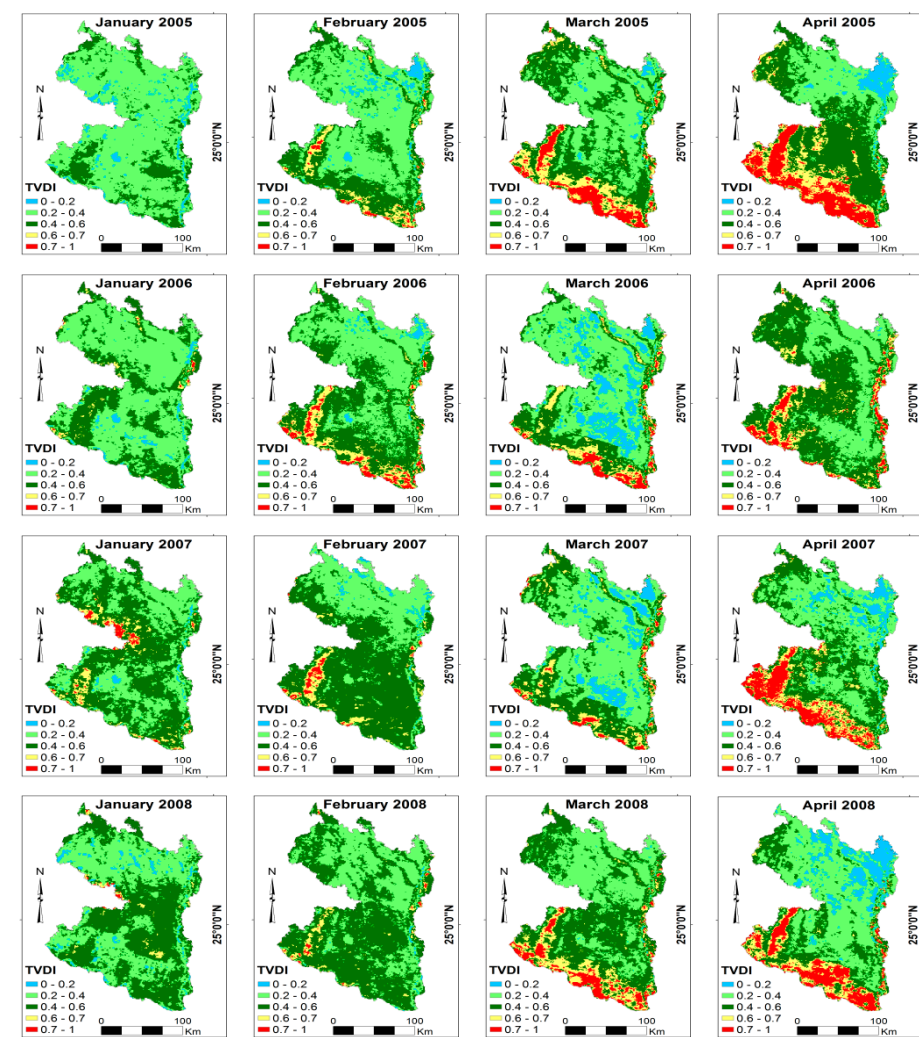 January 2005
N
25°0'0"N
TVDI
0 - 0.2
0.2 - 0.4
0.4 - 0.6
0.6 - 0.7
0.7 - 1
0 100
Km
February 2005
N
25°0'0"N
TVDI
0 - 0.2
0.2 - 0.4
0.4 - 0.6
0.6 - 0.7
0.7 - 1
0 100
Km
March 2005
N
25°0'0"N
TVDI
0 - 0.2
0.2 - 0.4
0.4 - 0.6
0.6 - 0.7
0.7 - 1
0 100
Km
April 2005
N
25°0'0"N
TVDI
0 - 0.2
0.2 - 0.4
0.4 - 0.6
0.6 - 0.7
0.7 - 1
0 100
Km
January 2006
N
25°0'0"N
TVDI
0 - 0.2
0.2 - 0.4
0.4 - 0.6
0.6 - 0.7
0.7 - 1
0 100
Km
February 2006
N
25°0'0"N
TVDI
0 - 0.2
0.2 - 0.4
0.4 - 0.6
0.6 - 0.7
0.7 - 1
0 100
Km
March 2006
N
25°0'0"N
TVDI
0 - 0.2
0.2 - 0.4
0.4 - 0.6
0.6 - 0.7
0.7 - 1
0 100
Km
April 2006
N
25°0'0"N
TVDI
0 - 0.2
0.2 - 0.4
0.4 - 0.6
0.6 - 0.7
0.7 - 1
0 100
Km
January 2007
N
25°0'0"N
TVDI
0 - 0.2
0.2 - 0.4
0.4 - 0.6
0.6 - 0.7
0.7 - 1
0 100
Km
February 2007
N
25°0'0"N
TVDI
0 - 0.2
0.2 - 0.4
0.4 - 0.6
0.6 - 0.7
0.7 - 1
0 100
Km
March 2007
N
25°0'0"N
TVDI
0 - 0.2
0.2 - 0.4
0.4 - 0.6
0.6 - 0.7
0.7 - 1
0 100
Km
April 2007
N
25°0'0"N
TVDI
0 - 0.2
0.2 - 0.4
0.4 - 0.6
0.6 - 0.7
0.7 - 1
0 100
Km
January 2008
N
25°0'0"N
TVDI
0 - 0.2
0.2 - 0.4
0.4 - 0.6
0.6 - 0.7
0.7 - 1
0 100
Km
February 2008
N
25°0'0"N
TVDI
0 - 0.2
0.2 - 0.4
0.4 - 0.6
0.6 - 0.7
0.7 - 1
0 100
Km
March 2008
N
25°0'0"N
TVDI
0 - 0.2
0.2 - 0.4
0.4 - 0.6
0.6 - 0.7
0.7 - 1
0 100
Km
April 2008
N
25°0'0"N
TVDI
0 - 0.2
0.2 - 0.4
0.4 - 0.6
0.6 - 0.7
0.7 - 1
0 100
Km